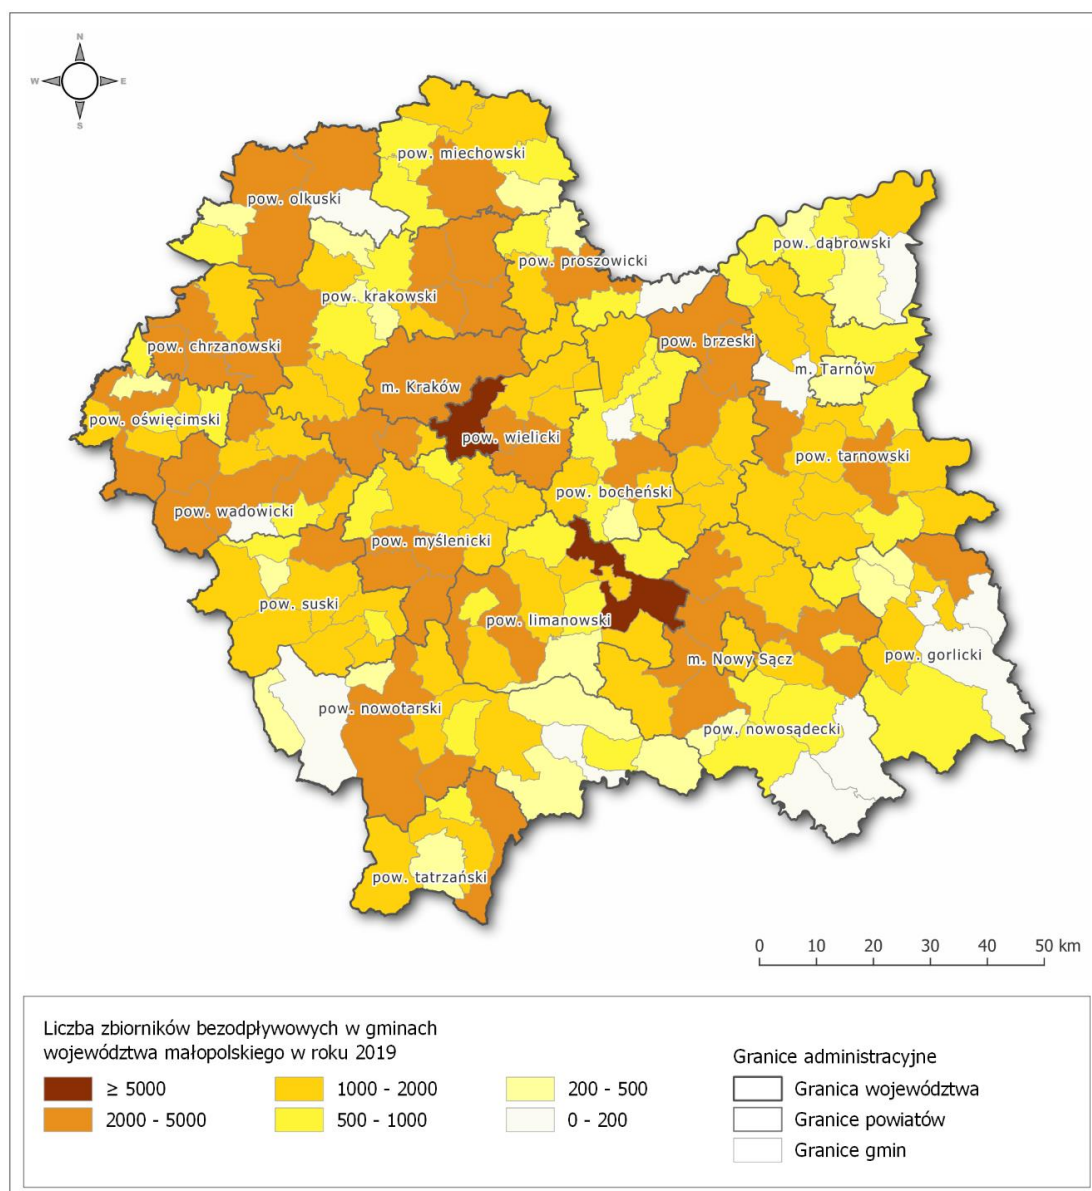 N
W E
S
pow. miechowski
pow. olkuski
pow. dąbrowski
pow. proszowicki
pow. krakowski
pow. brzeski
pow. chrzanowski
m. Tarnów
m. Kraków
pow. oświęcimski
pow. wielicki
pow. tarnowski
pow. bocheński
pow. wadowicki
pow. myślenicki
pow. suski
pow. limanowski
m. Nowy Sącz
pow. gorlicki
pow. nowotarski
pow. nowosądecki
pow. tatrzański
0 10 20 30 40 50 km
Liczba zbiorników bezodpływowych w gminach
województwa małopolskiego w roku 2019
≥ 5000
2000 - 5000
1000 - 2000
500 - 1000
200 - 500
0 - 200
Granice administracyjne
Granica województwa
Granice powiatów
Granice gmin